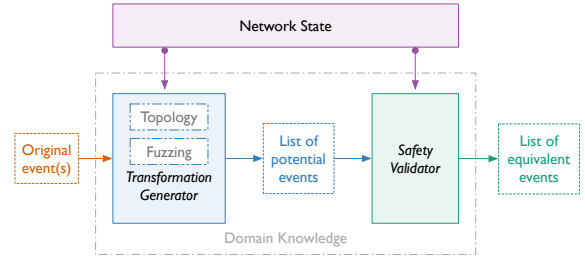 Network State
Topology
Fuzzing
Transformation
Generator
Original
event(s)
List of
potential
events
Safety
Validator
List of
equivalent
events
Domain Knowledge